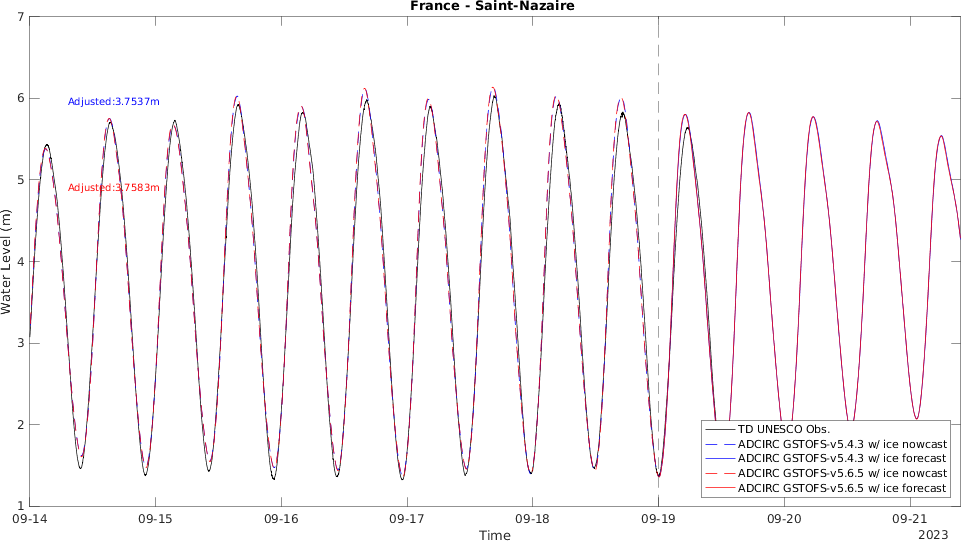 France - Saint-Nazaire
7
6
5
4
3
2
1
Water Level (m)
Adjusted:3.7537m
Adjusted:3.7583m
TD UNESCO Obs.
ADCIRC GSTOFS-v5.4.3 w/ ice nowcast
ADCIRC GSTOFS-v5.4.3 w/ ice forecast
ADCIRC GSTOFS-v5.6.5 w/ ice nowcast
ADCIRC GSTOFS-v5.6.5 w/ ice forecast
09-14 09-15 09-16 09-17 09-18 09-19 09-20 09-21
Time
2023